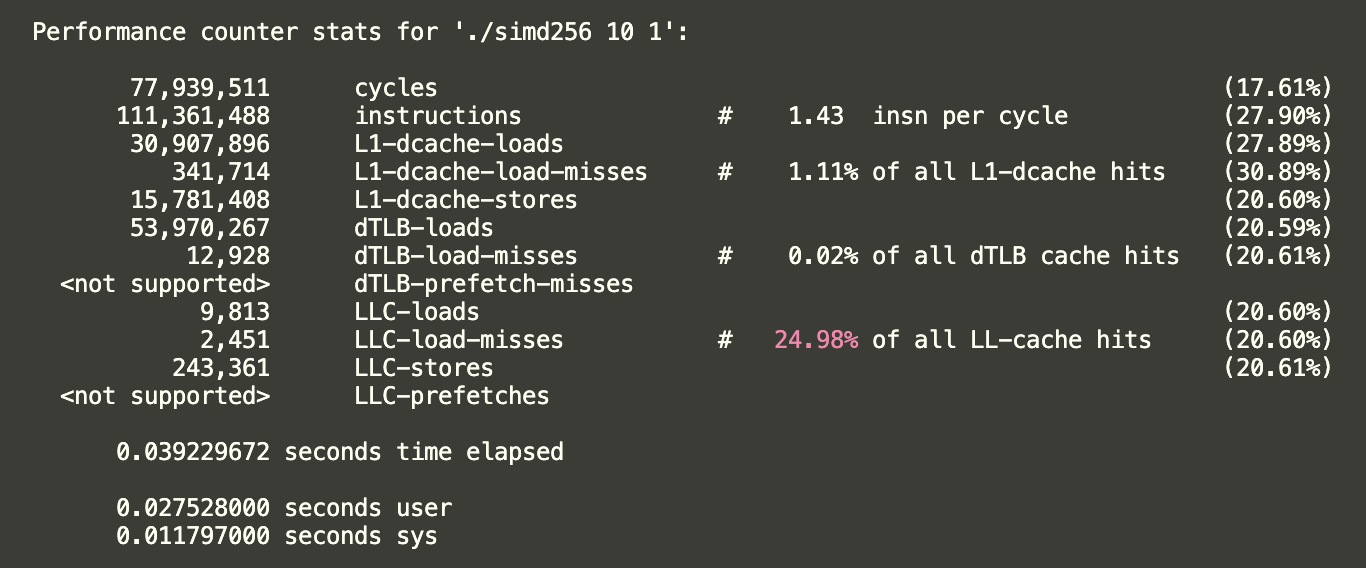 Performance counter stats for './simd256 10 1':
77,939,511 cycles (17.61%)
111,361,488 instructions # 1.43 insn per cycle (27.90%)
30,907,896 L1-dcache-loads (27.89%)
341,714 L1-dcache-load-misses # 1.11% of all L1-dcache hits (30.89%)
15,781,408 L1-dcache-stores (20.60%)
53,970,267 dTLB-loads (20.59%)
12,928 dTLB-load-misses # 0.02% of all dTLB cache hits (20.61%)
<not supported> dTLB-prefetch-misses
9,813 LLC-loads (20.60%)
2,451 LLC-load-misses # 24.98% of all LL-cache hits (20.60%)
243,361 LLC-stores (20.61%)
<not supported> LLC-prefetches
0.039229672 seconds time elapsed
0.027528000 seconds user
0.011797000 seconds sys